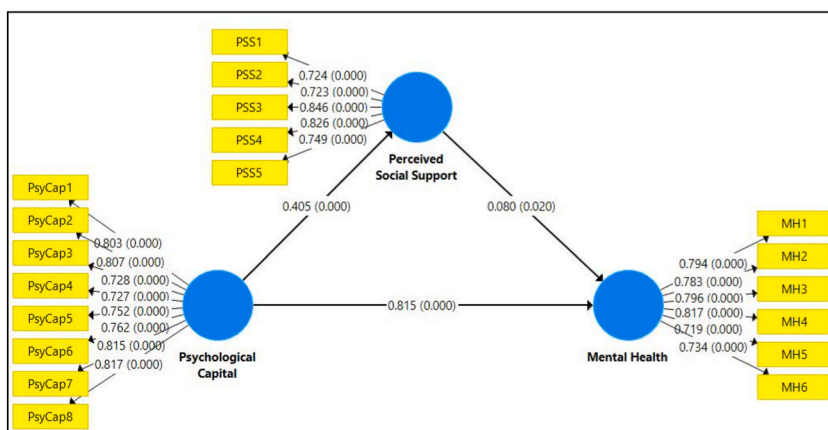 PSS1
PSS2
PSS3
PSS4
PSS5
0.724 (0.000)
0.723 (0.000)
0.846 (0.000)
0.826 (0.000)
0.749 (0.000)
Perceived
Social Support
0.405 (0.000)
0.080 (0.020)
PsyCap1
PsyCap2
PsyCap3
PsyCap4
PsyCap5
PsyCap6
PsyCap7
PsyCap8
0.803 (0.000)
0.807 (0.000)
0.728 (0.000)
0.727 (0.000)
0.752 (0.000)
0.762 (0.000)
0.815 (0.000)
0.817 (0.000)
Psychological
Capital
0.815 (0.000)
Mental Health
0.794 (0.000)
0.783 (0.000)
0.796 (0.000)
0.817 (0.000)
0.719 (0.000)
0.734 (0.000)
MH1
MH2
MH3
MH4
MH5
MH6